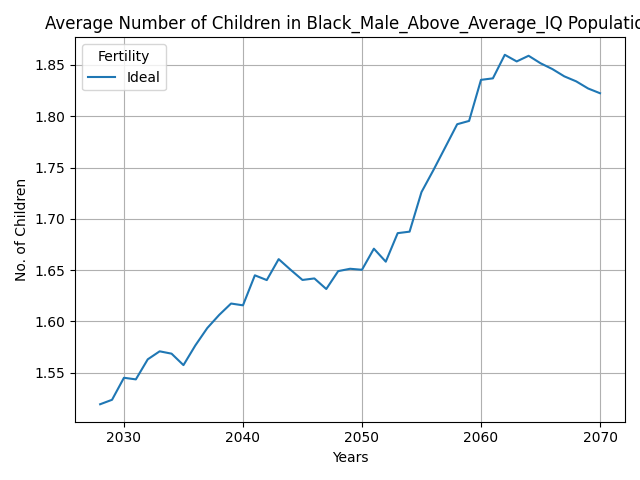 Average Number of Children in Black_Male_Above_Average_IQ Populatio
Fertility
Ideal
1.85
1.80
1.75
1.70
1.65
1.60
1.55
No. of Children
2030 2040 2050 2060 2070
Years